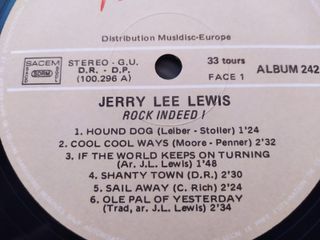 Distribution Musidisc-Europe
SACEM
SDRM
STEREO - G.U.
D.R. - D.P.
(100.296 A)
33 tours
FACE 1
ALBUM 242
JERRY LEE LEWIS
ROCK INDEED !
1. HOUND DOG (Leiber - Stoller) 1'24
2. COOL COOL WAYS (Moore - Penner) 2'32
3. IF THE WORLD KEEPS ON TURNING
(Ar. J.L. Lewis) 1'48
4. SHANTY TOWN (D.R.) 2'30
5. SAIL AWAY (C. Rich) 2'24
6. OLE PAL OF YESTERDAY
(Trad, ar. J.L. Lewis) 2'34